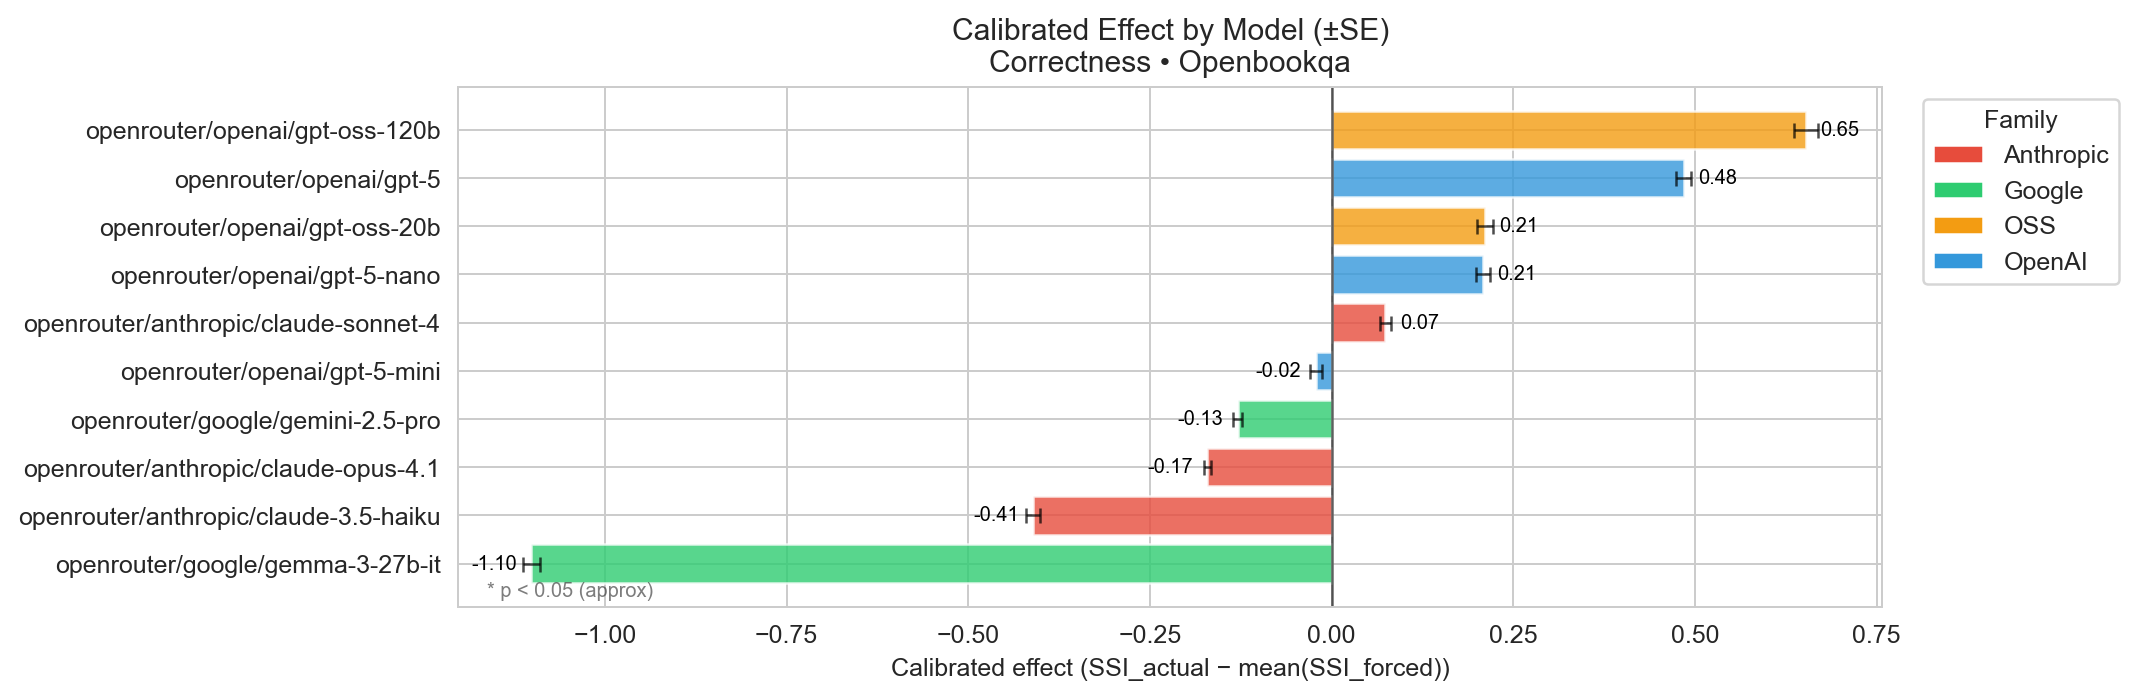 Calibrated Effect by Model (±SE)
Correctness • Openbookqa
openrouter/openai/gpt-oss-120b
0.65
openrouter/openai/gpt-5
0.48
openrouter/openai/gpt-oss-20b
0.21
openrouter/openai/gpt-5-nano
0.21
openrouter/anthropic/claude-sonnet-4
0.07
openrouter/openai/gpt-5-mini
-0.02
openrouter/google/gemini-2.5-pro
-0.13
openrouter/anthropic/claude-opus-4.1
-0.17
openrouter/anthropic/claude-3.5-haiku
-0.41
openrouter/google/gemma-3-27b-it
-1.10
* p < 0.05 (approx)
−1.00 −0.75 −0.50 −0.25 0.00 0.25 0.50 0.75
Calibrated effect (SSI_actual − mean(SSI_forced))
Family
Anthropic
Google
OSS
OpenAI